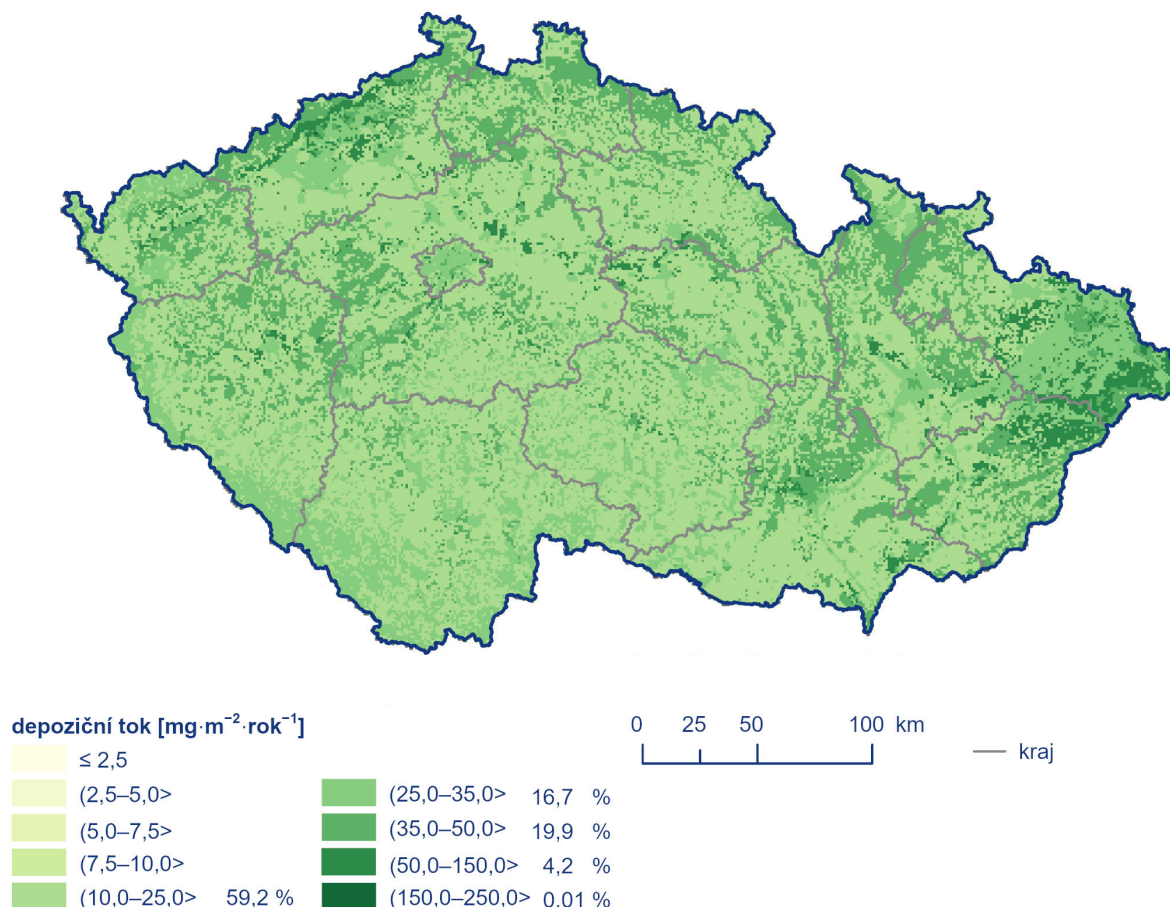 depoziční tok [mg·m⁻²·rok⁻¹]
≤ 2,5
(2,5–5,0>
(5,0–7,5>
(7,5–10,0>
(10,0–25,0> 59,2 %
(25,0–35,0> 16,7 %
(35,0–50,0> 19,9 %
(50,0–150,0> 4,2 %
(150,0–250,0> 0,01 %
0 25 50 100 km
kraj